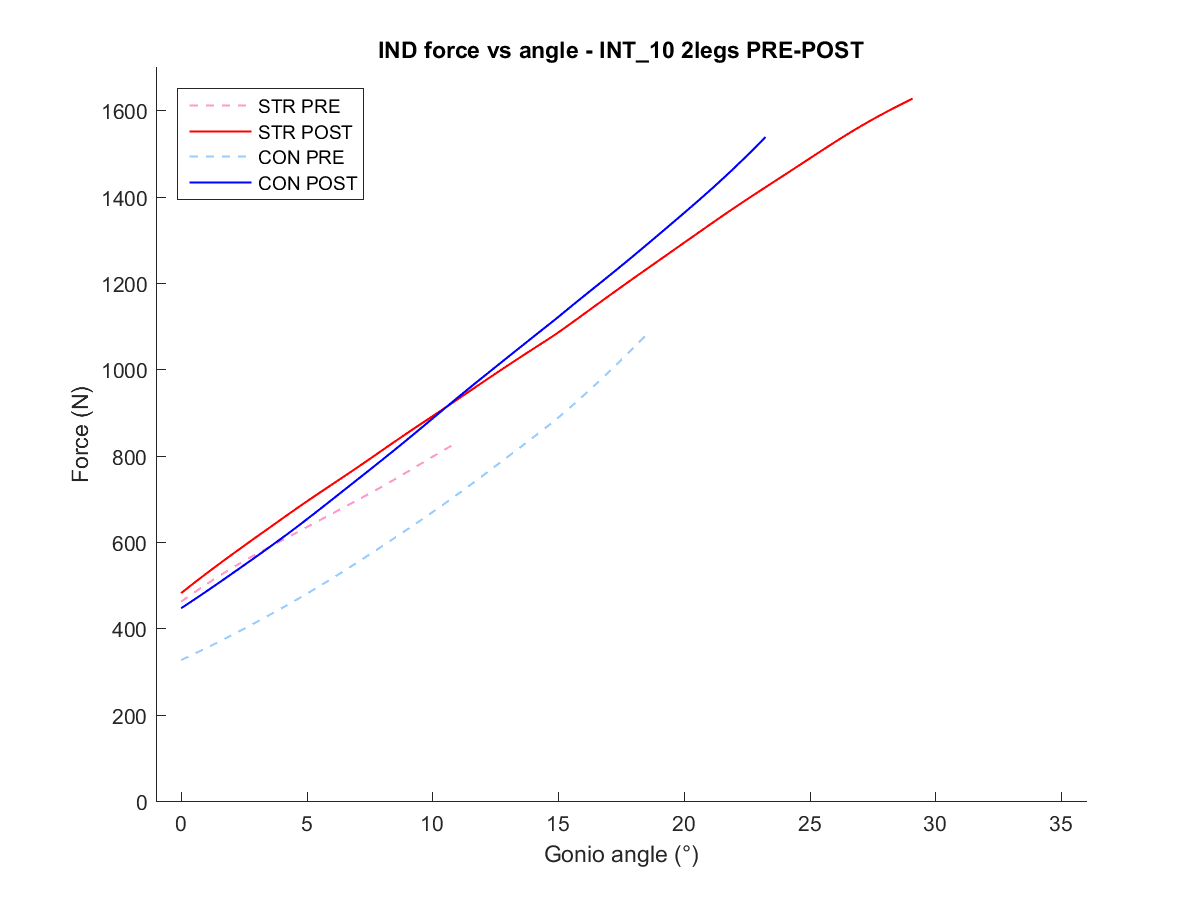 IND force vs angle - INT_10 2legs PRE-POST
STR PRE
STR POST
CON PRE
CON POST
1600
1400
1200
1000
800
600
400
200
0
Force (N)
0 5 10 15 20 25 30 35
Gonio angle (°)